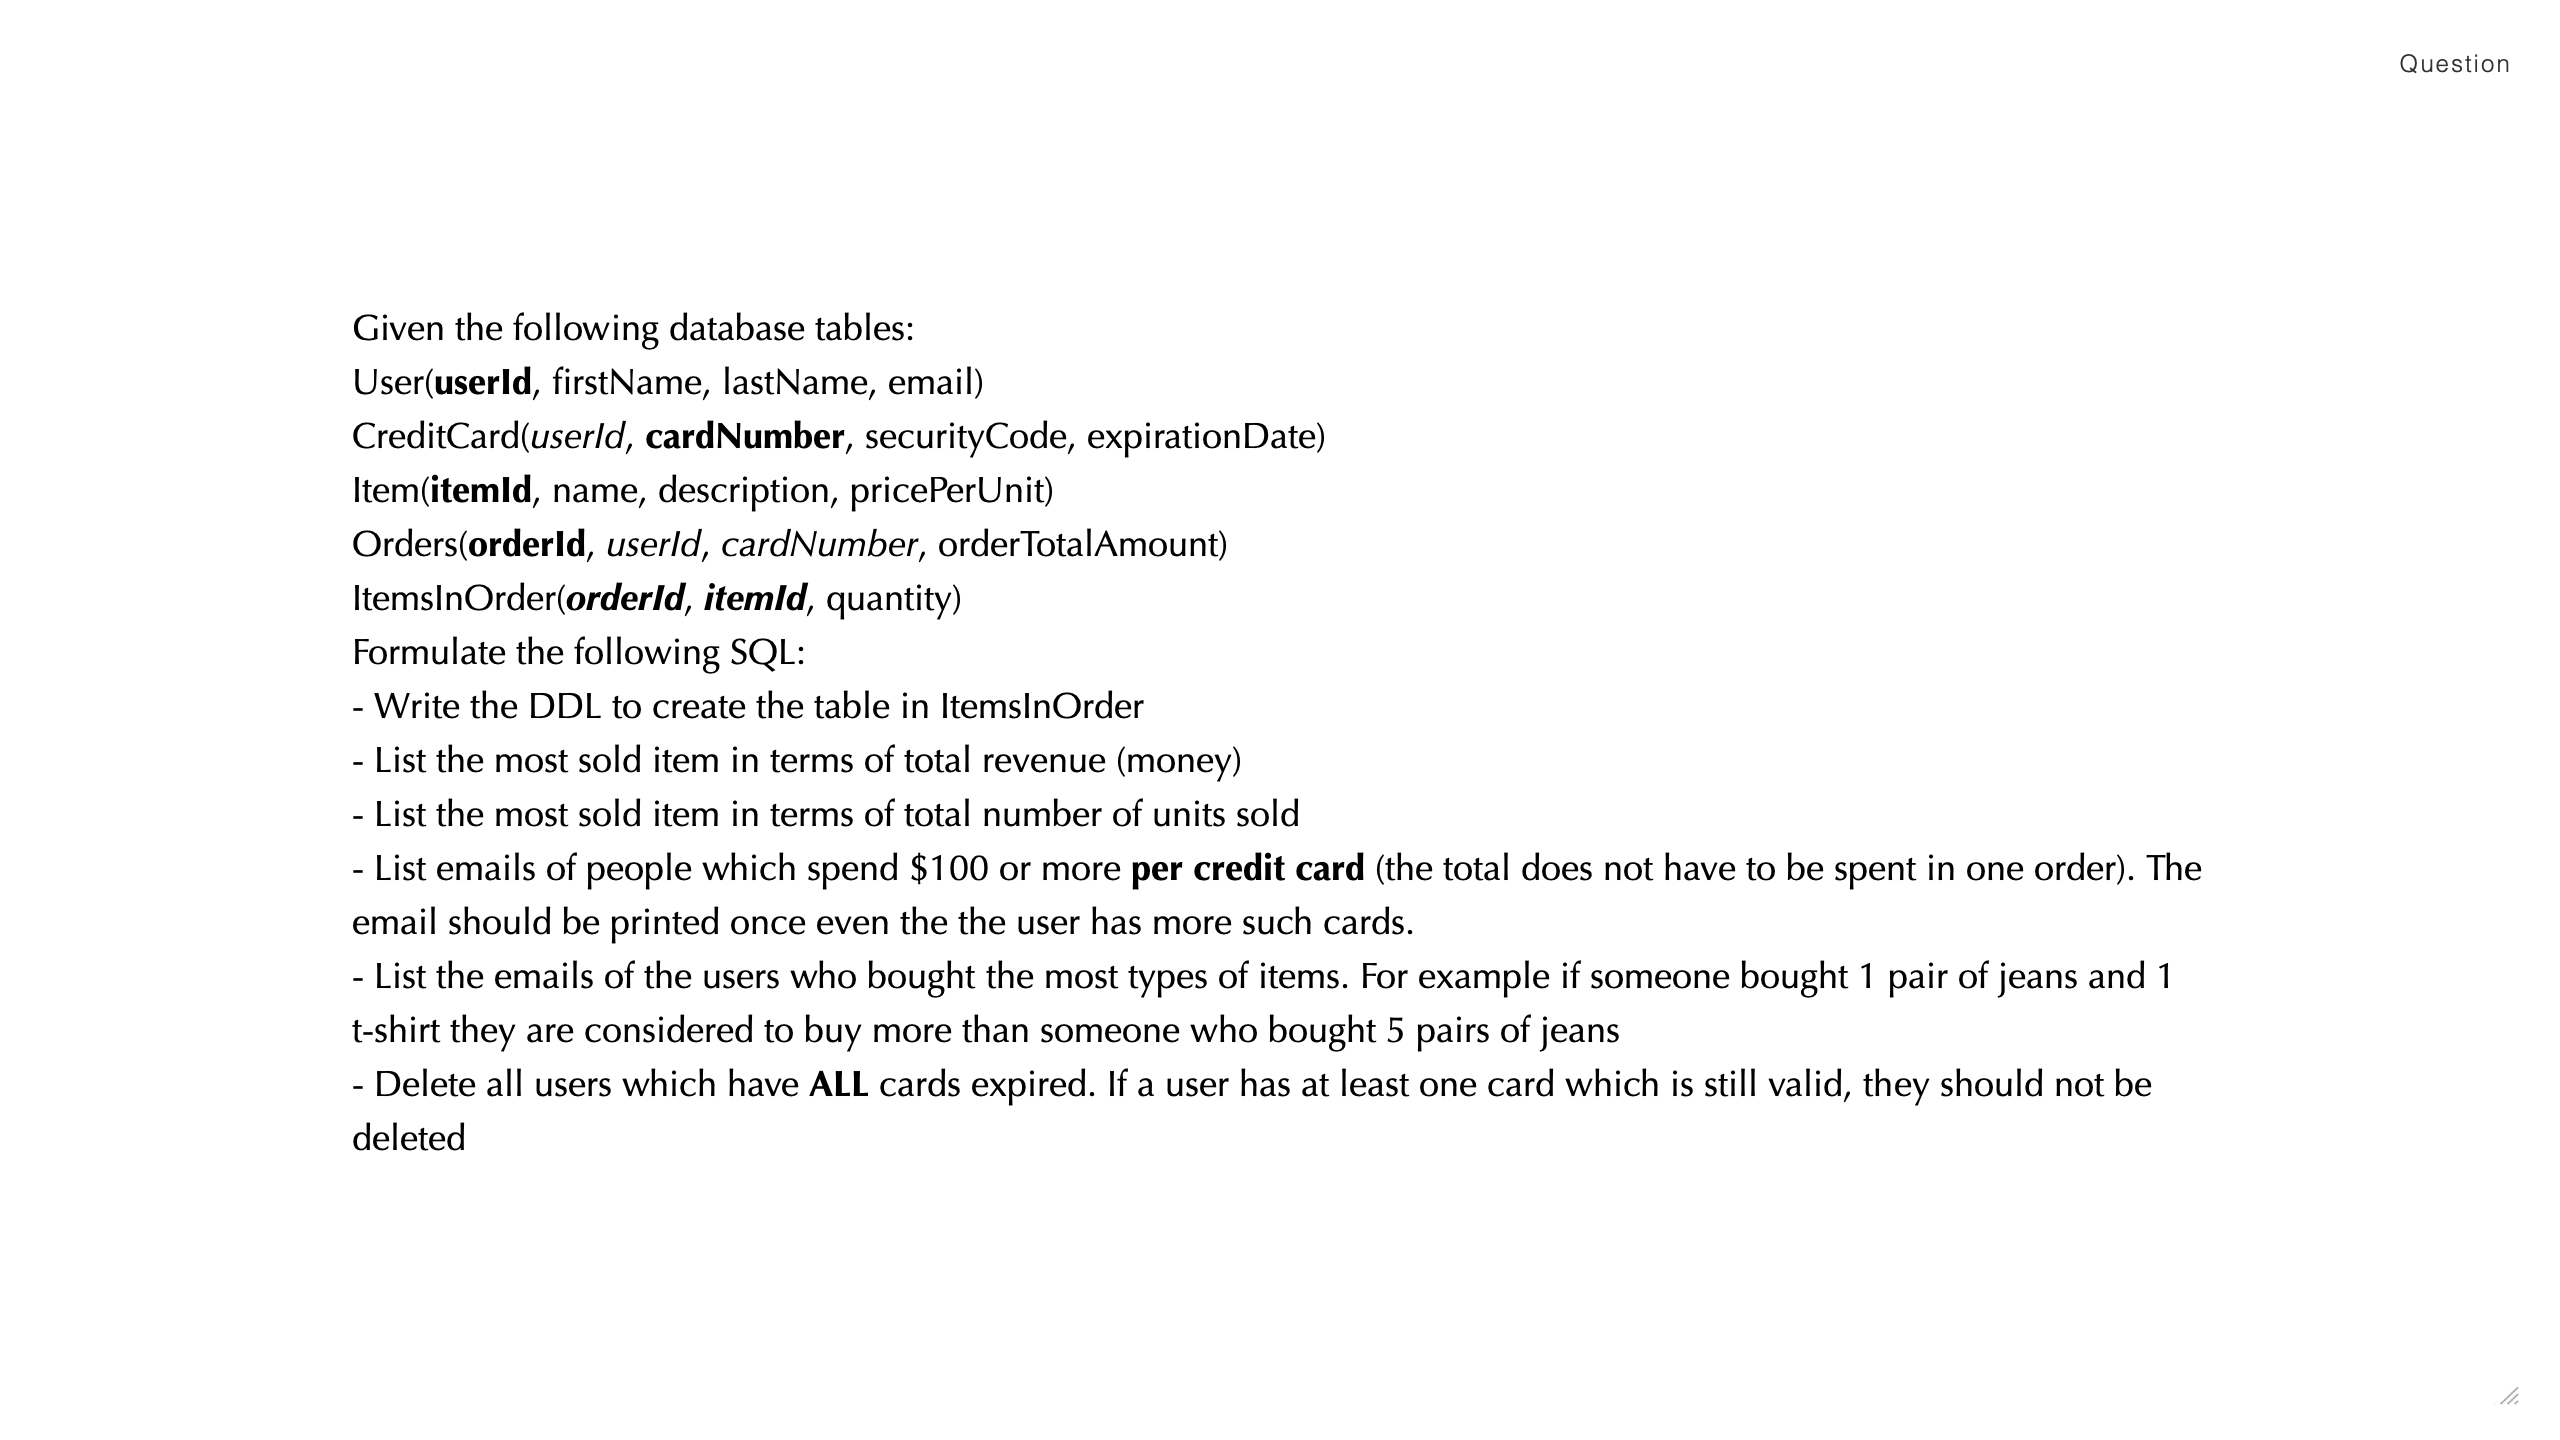 Question
Given the following database tables:
User(userId, firstName, lastName, email)
CreditCard(userId, cardNumber, securityCode, expirationDate)
Item(itemId, name, description, pricePerUnit)
Orders(orderId, userId, cardNumber, orderTotalAmount)
ItemsInOrder(orderId, itemId, quantity)
Formulate the following SQL:
- Write the DDL to create the table in ItemsInOrder
- List the most sold item in terms of total revenue (money)
- List the most sold item in terms of total number of units sold
- List emails of people which spend $100 or more per credit card (the total does not have to be spent in one order). The
email should be printed once even the the user has more such cards.
- List the emails of the users who bought the most types of items. For example if someone bought 1 pair of jeans and 1
t-shirt they are considered to buy more than someone who bought 5 pairs of jeans
- Delete all users which have ALL cards expired. If a user has at least one card which is still valid, they should not be
deleted